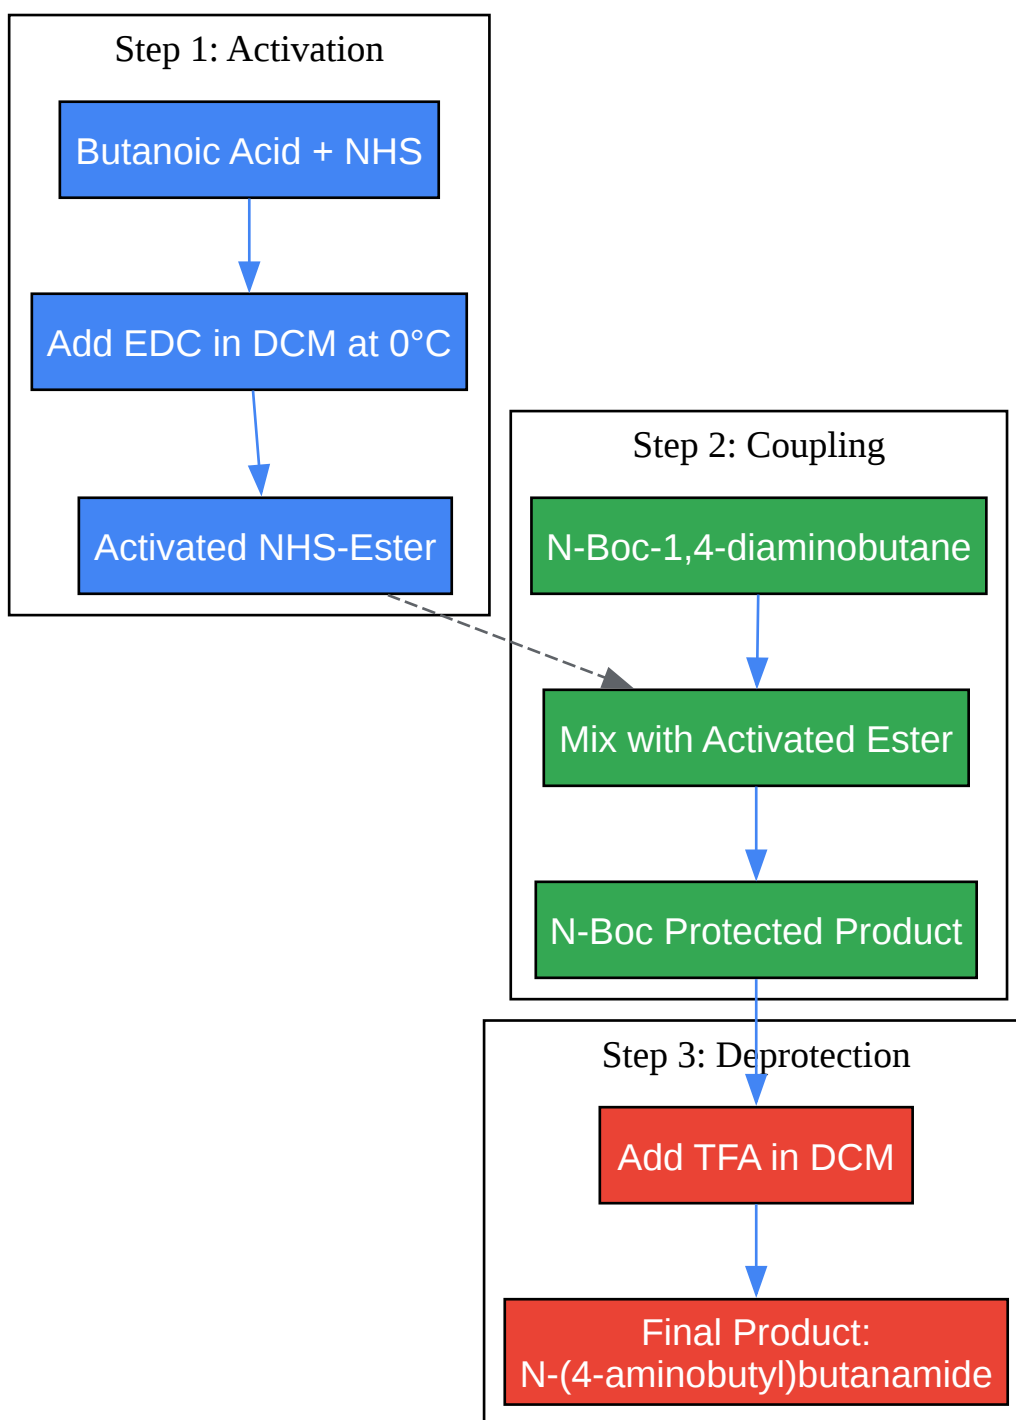 Step 1: Activation
Butanoic Acid + NHS
Add EDC in DCM at 0°C
Activated NHS-Ester
Step 2: Coupling
N-Boc-1,4-diaminobutane
Mix with Activated Ester
N-Boc Protected Product
Step 3: Deprotection
Add TFA in DCM
Final Product:
N-(4-aminobutyl)butanamide